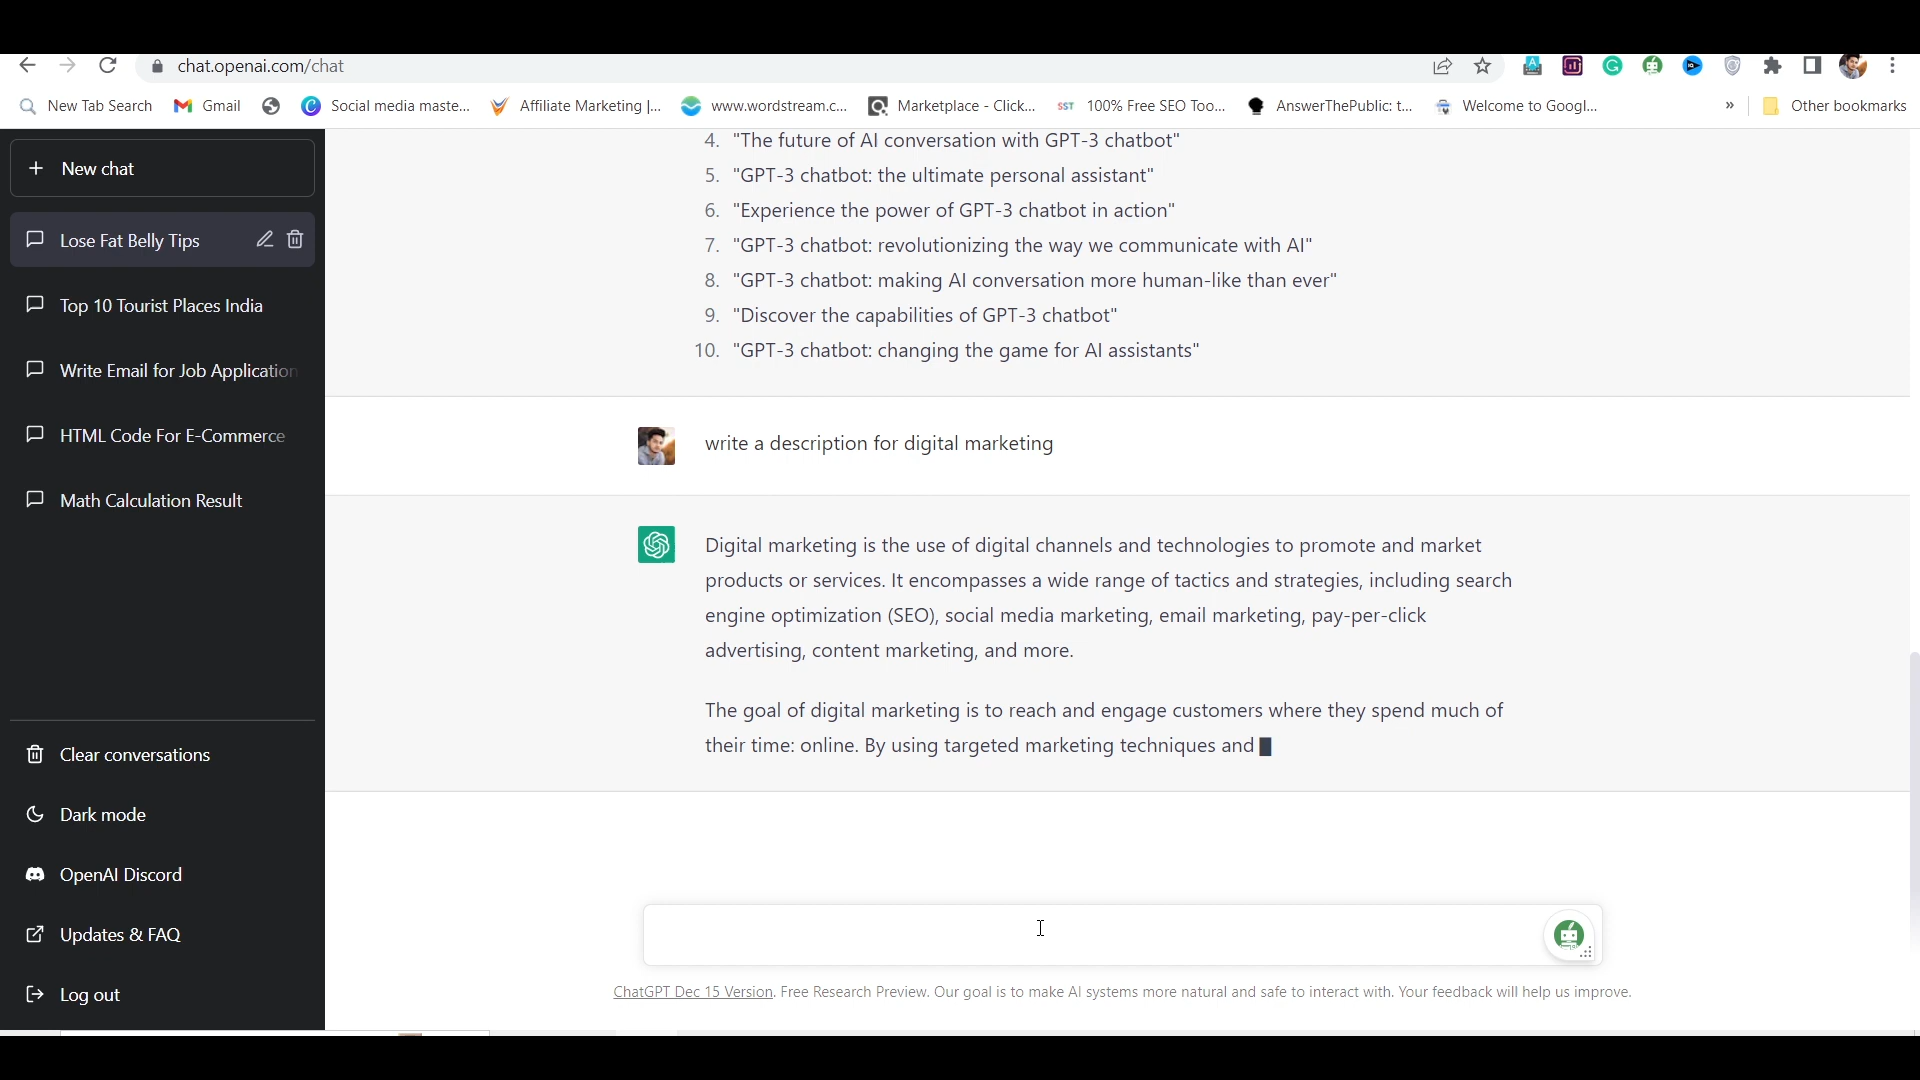 chat.openai.com/chat
New Tab Search
Gmail
Social media maste...
Affiliate Marketing |...
www.wordstream.c...
Marketplace - Click...
SST 100% Free SEO Too...
AnswerThePublic: t...
Welcome to Googl...
»
Other bookmarks
+ New chat
Lose Fat Belly Tips
Top 10 Tourist Places India
Write Email for Job Application
HTML Code For E-Commerce
Math Calculation Result
Clear conversations
Dark mode
OpenAI Discord
Updates & FAQ
Log out
4. "The future of AI conversation with GPT-3 chatbot"
5. "GPT-3 chatbot: the ultimate personal assistant"
6. "Experience the power of GPT-3 chatbot in action"
7. "GPT-3 chatbot: revolutionizing the way we communicate with AI"
8. "GPT-3 chatbot: making AI conversation more human-like than ever"
9. "Discover the capabilities of GPT-3 chatbot"
10. "GPT-3 chatbot: changing the game for AI assistants"
write a description for digital marketing
Digital marketing is the use of digital channels and technologies to promote and market
products or services. It encompasses a wide range of tactics and strategies, including search
engine optimization (SEO), social media marketing, email marketing, pay-per-click
advertising, content marketing, and more.
The goal of digital marketing is to reach and engage customers where they spend much of
their time: online. By using targeted marketing techniques and
ChatGPT Dec 15 Version. Free Research Preview. Our goal is to make AI systems more natural and safe to interact with. Your feedback will help us improve.